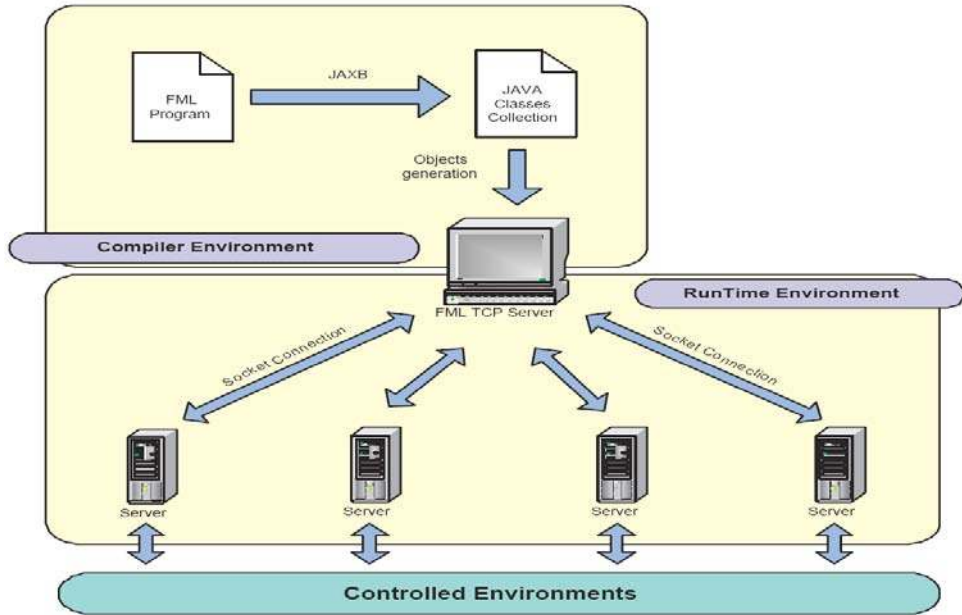 JAXB
FML
Program
JAVA
Classes
Collection
Objects
generation
Compiler Environment
RunTime Environment
FML TCP Server
Socket Connection
Socket Connection
Server
Server
Server
Server
Controlled Environments